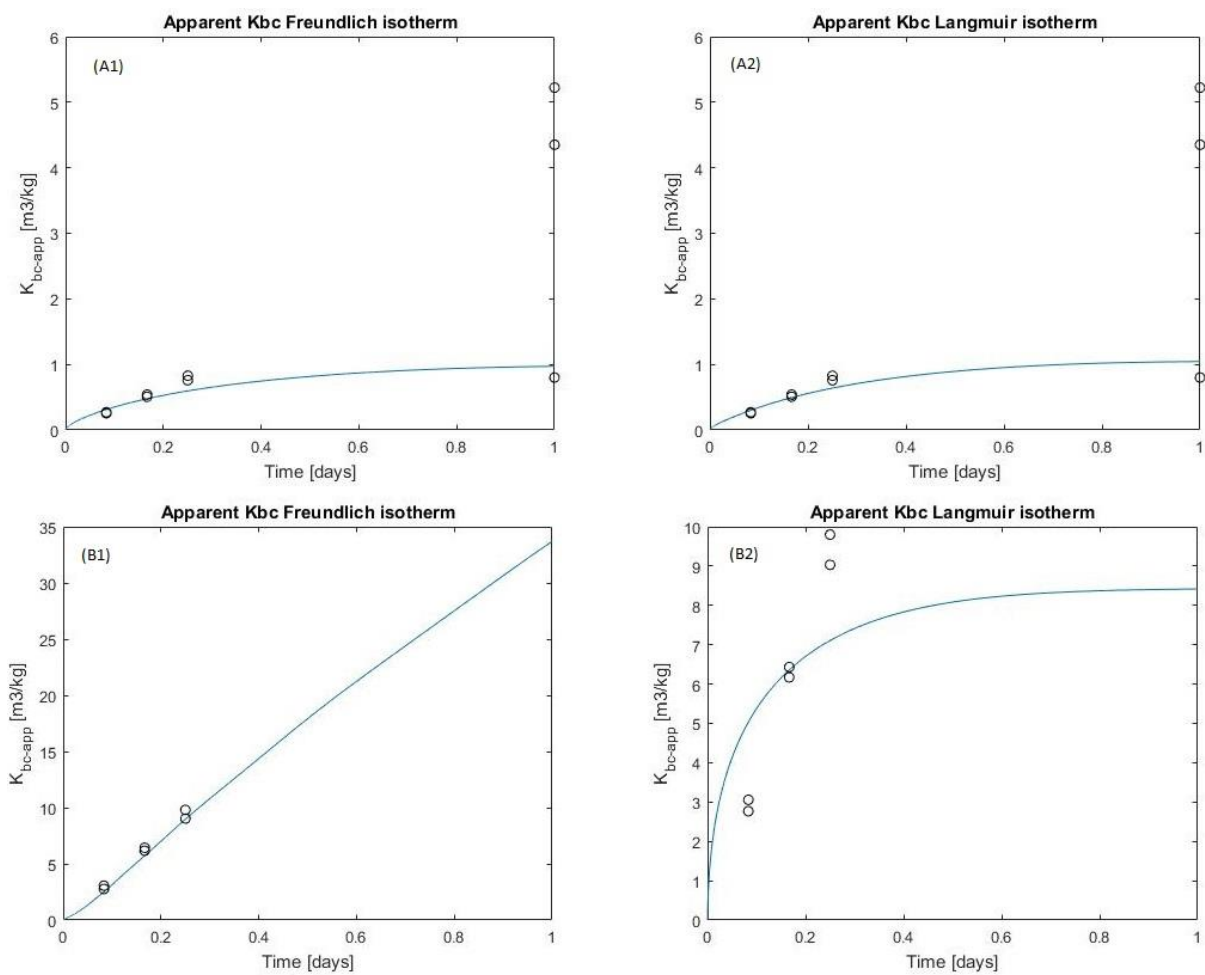 Apparent Kbc Freundlich isotherm
(A1)
6
5
4
3
2
1
0
K_bc-app [m3/kg]
0 0.2 0.4 0.6 0.8 1
Time [days]
Apparent Kbc Langmuir isotherm
(A2)
6
5
4
3
2
1
0
K_bc-app [m3/kg]
0 0.2 0.4 0.6 0.8 1
Time [days]
Apparent Kbc Freundlich isotherm
(B1)
35
30
25
20
15
10
5
0
K_bc-app [m3/kg]
0 0.2 0.4 0.6 0.8 1
Time [days]
Apparent Kbc Langmuir isotherm
(B2)
10
9
8
7
6
5
4
3
2
1
0
K_bc-app [m3/kg]
0 0.2 0.4 0.6 0.8 1
Time [days]